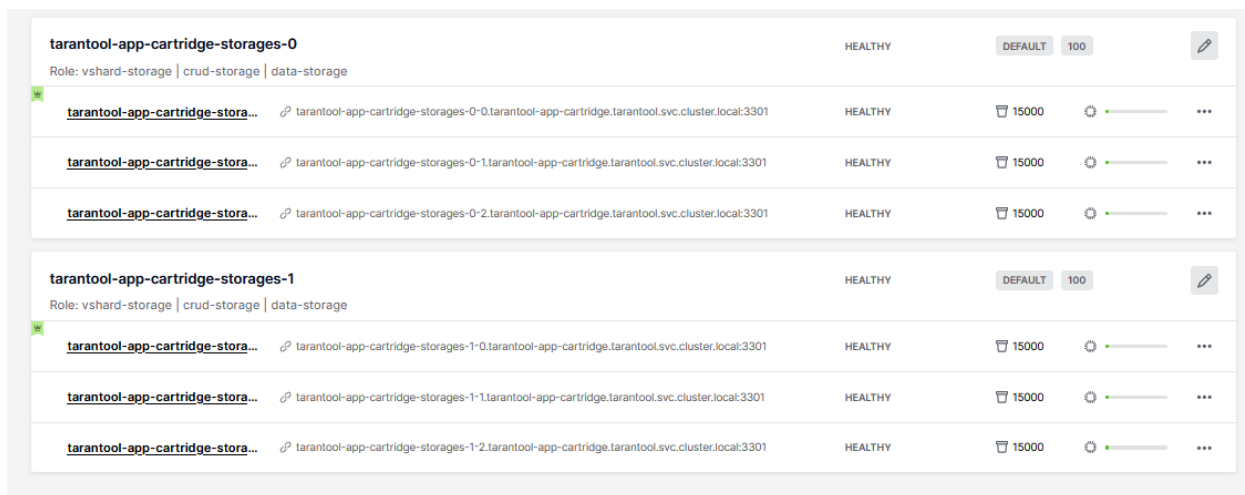 tarantool-app-cartridge-storages-0 HEALTHY DEFAULT 100
Role: vshard-storage | crud-storage | data-storage
tarantool-app-cartridge-stora... tarantool-app-cartridge-storages-0-0.tarantool-app-cartridge.tarantool.svc.cluster.local:3301 HEALTHY 15000
tarantool-app-cartridge-stora... tarantool-app-cartridge-storages-0-1.tarantool-app-cartridge.tarantool.svc.cluster.local:3301 HEALTHY 15000
tarantool-app-cartridge-stora... tarantool-app-cartridge-storages-0-2.tarantool-app-cartridge.tarantool.svc.cluster.local:3301 HEALTHY 15000
tarantool-app-cartridge-storages-1 HEALTHY DEFAULT 100
Role: vshard-storage | crud-storage | data-storage
tarantool-app-cartridge-stora... tarantool-app-cartridge-storages-1-0.tarantool-app-cartridge.tarantool.svc.cluster.local:3301 HEALTHY 15000
tarantool-app-cartridge-stora... tarantool-app-cartridge-storages-1-1.tarantool-app-cartridge.tarantool.svc.cluster.local:3301 HEALTHY 15000
tarantool-app-cartridge-stora... tarantool-app-cartridge-storages-1-2.tarantool-app-cartridge.tarantool.svc.cluster.local:3301 HEALTHY 15000